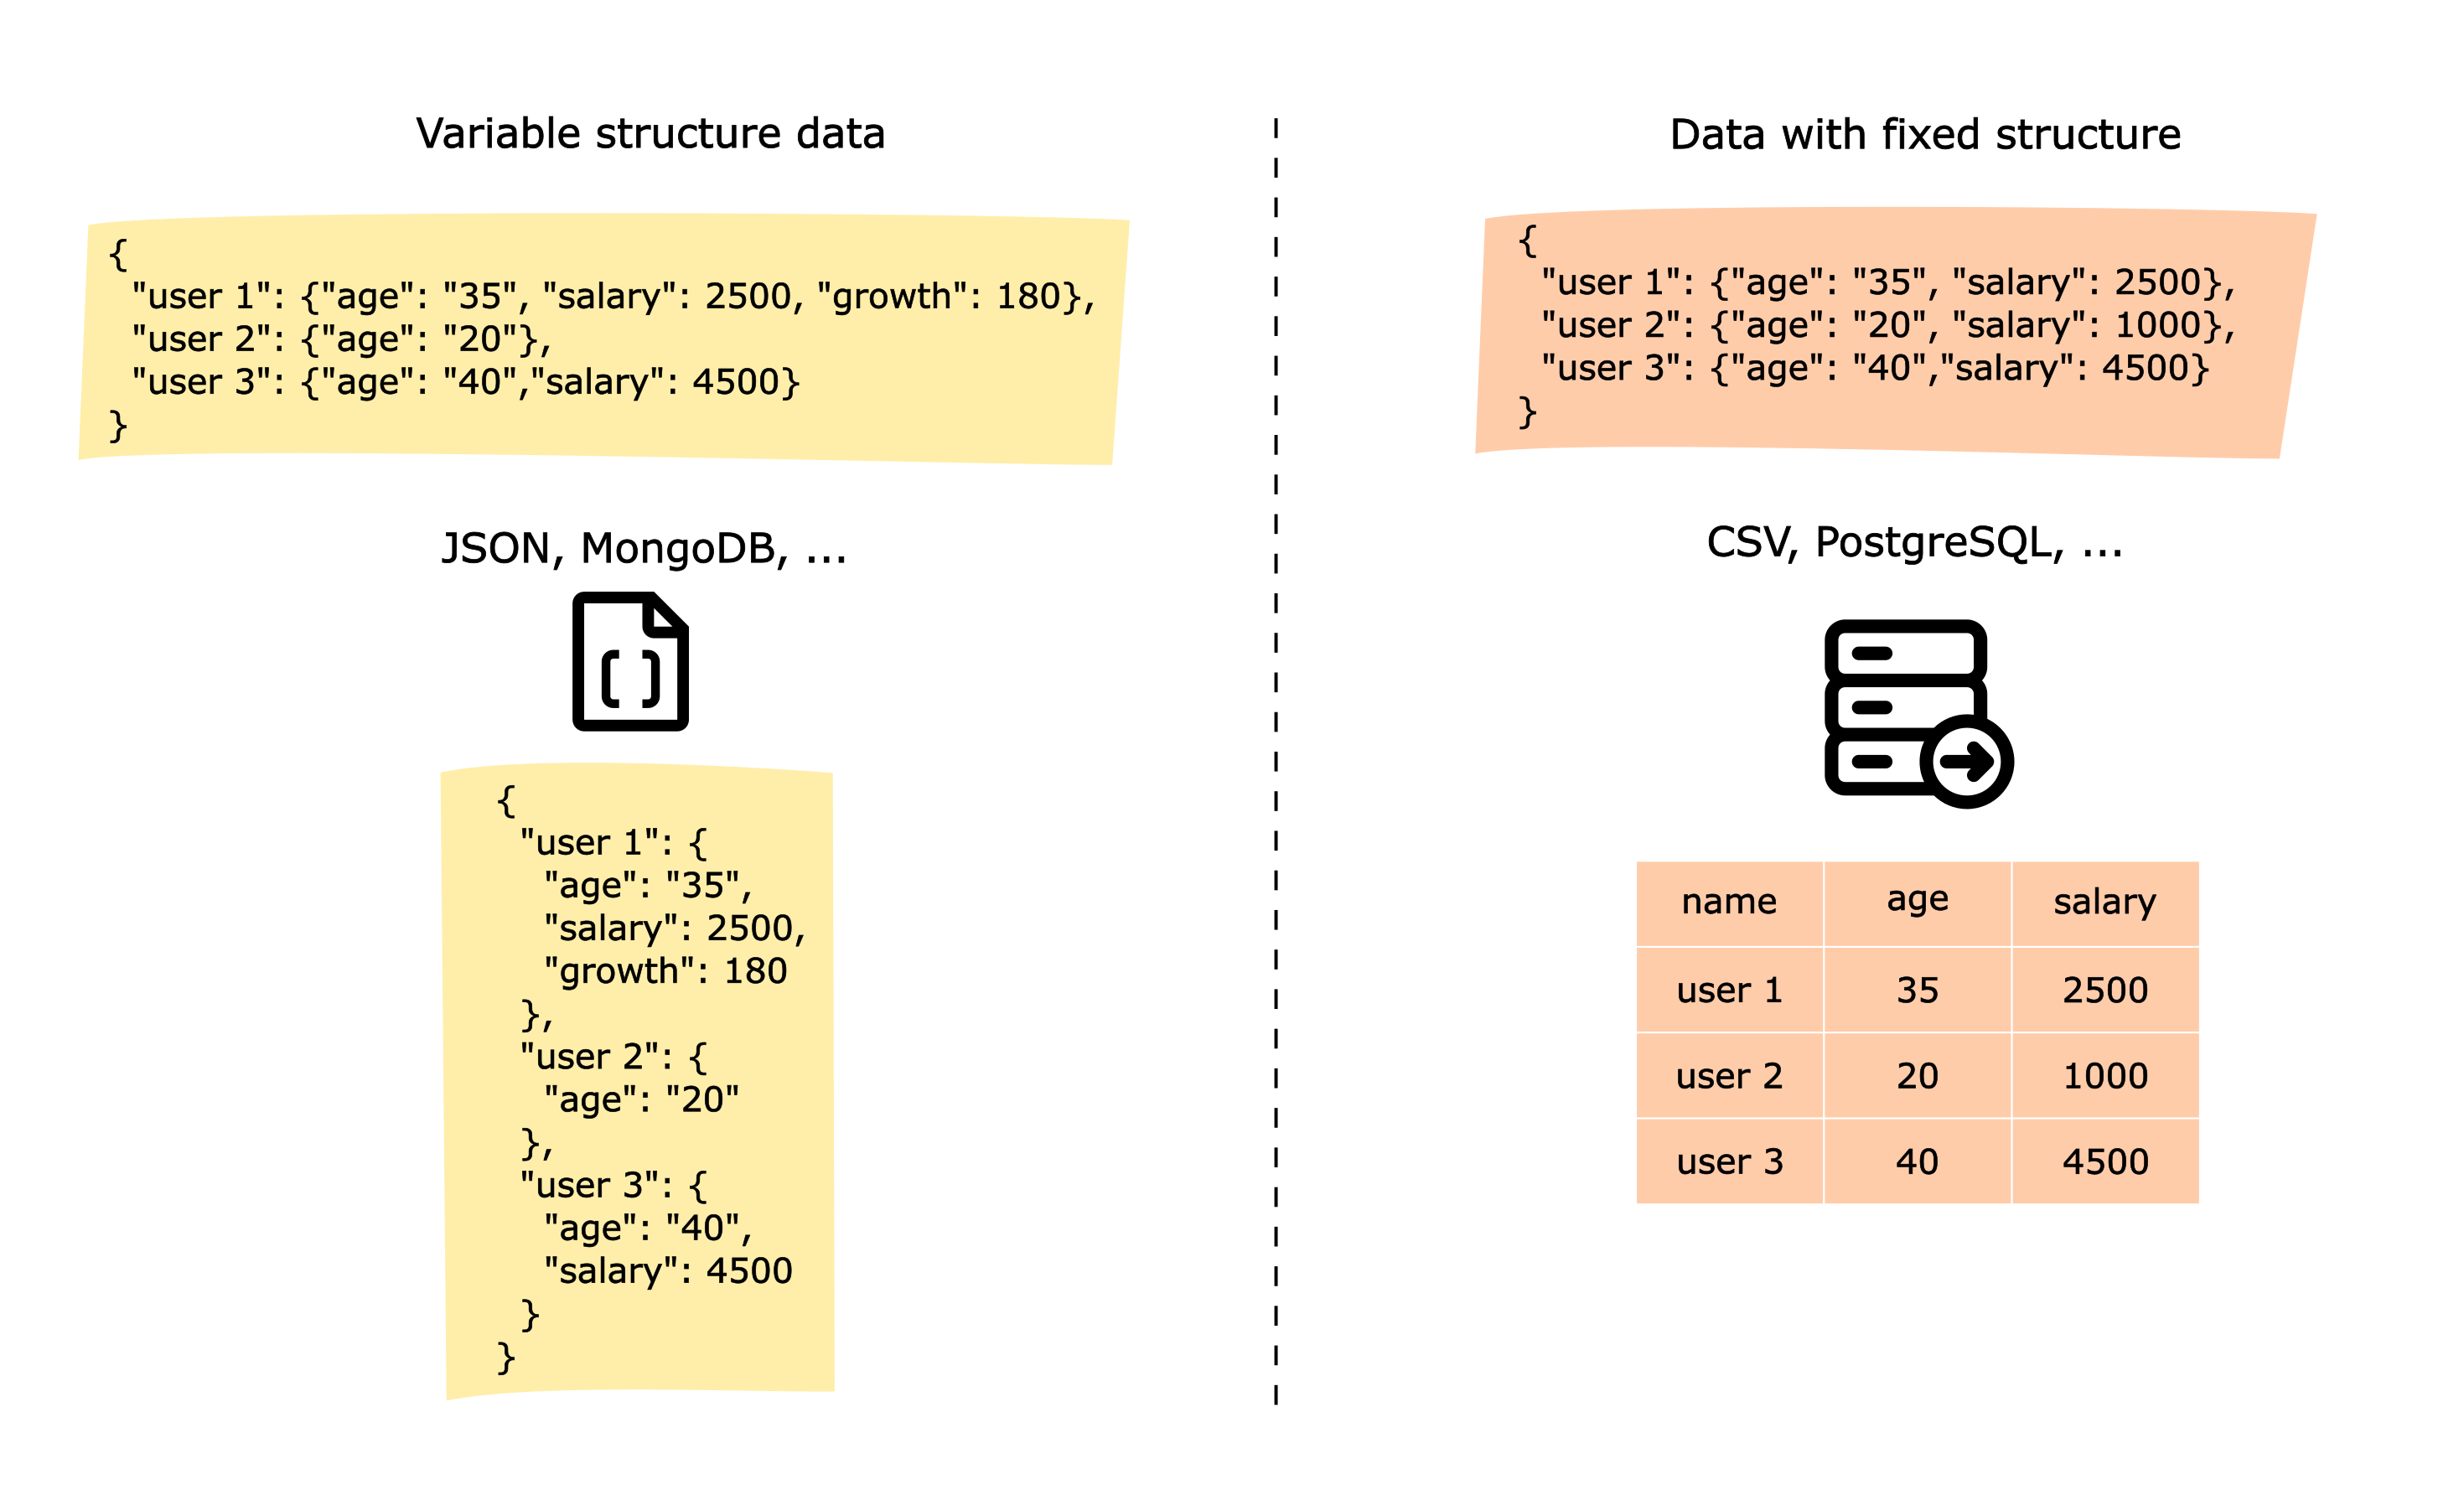 Variable structure data
{
"user 1": {"age": "35", "salary": 2500, "growth": 180},
"user 2": {"age": "20"},
"user 3": {"age": "40","salary": 4500}
}
JSON, MongoDB, ...
[ ]
{
"user 1": {
"age": "35",
"salary": 2500,
"growth": 180
},
"user 2": {
"age": "20"
},
"user 3": {
"age": "40",
"salary": 4500
}
}
Data with fixed structure
{
"user 1": {"age": "35", "salary": 2500},
"user 2": {"age": "20", "salary": 1000},
"user 3": {"age": "40","salary": 4500}
}
CSV, PostgreSQL, ...
name age salary
user 1 35 2500
user 2 20 1000
user 3 40 4500